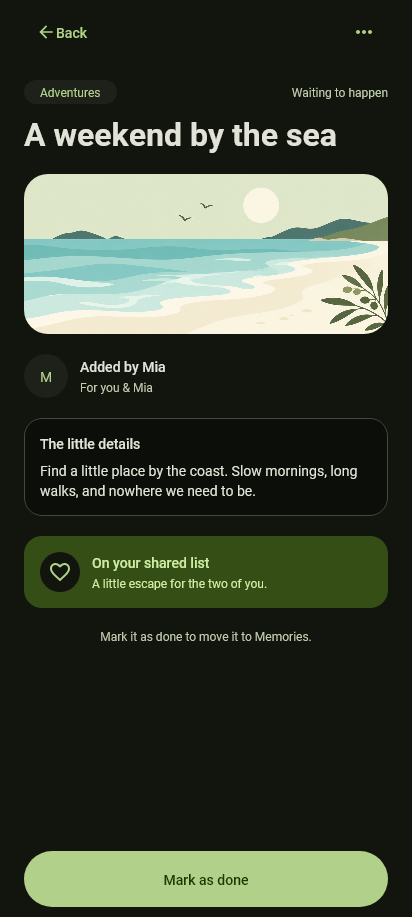 Back
Adventures
Waiting to happen
A weekend by the sea
M
Added by Mia
For you & Mia
The little details
Find a little place by the coast. Slow mornings, long
walks, and nowhere we need to be.
On your shared list
A little escape for the two of you.
Mark it as done to move it to Memories.
Mark as done